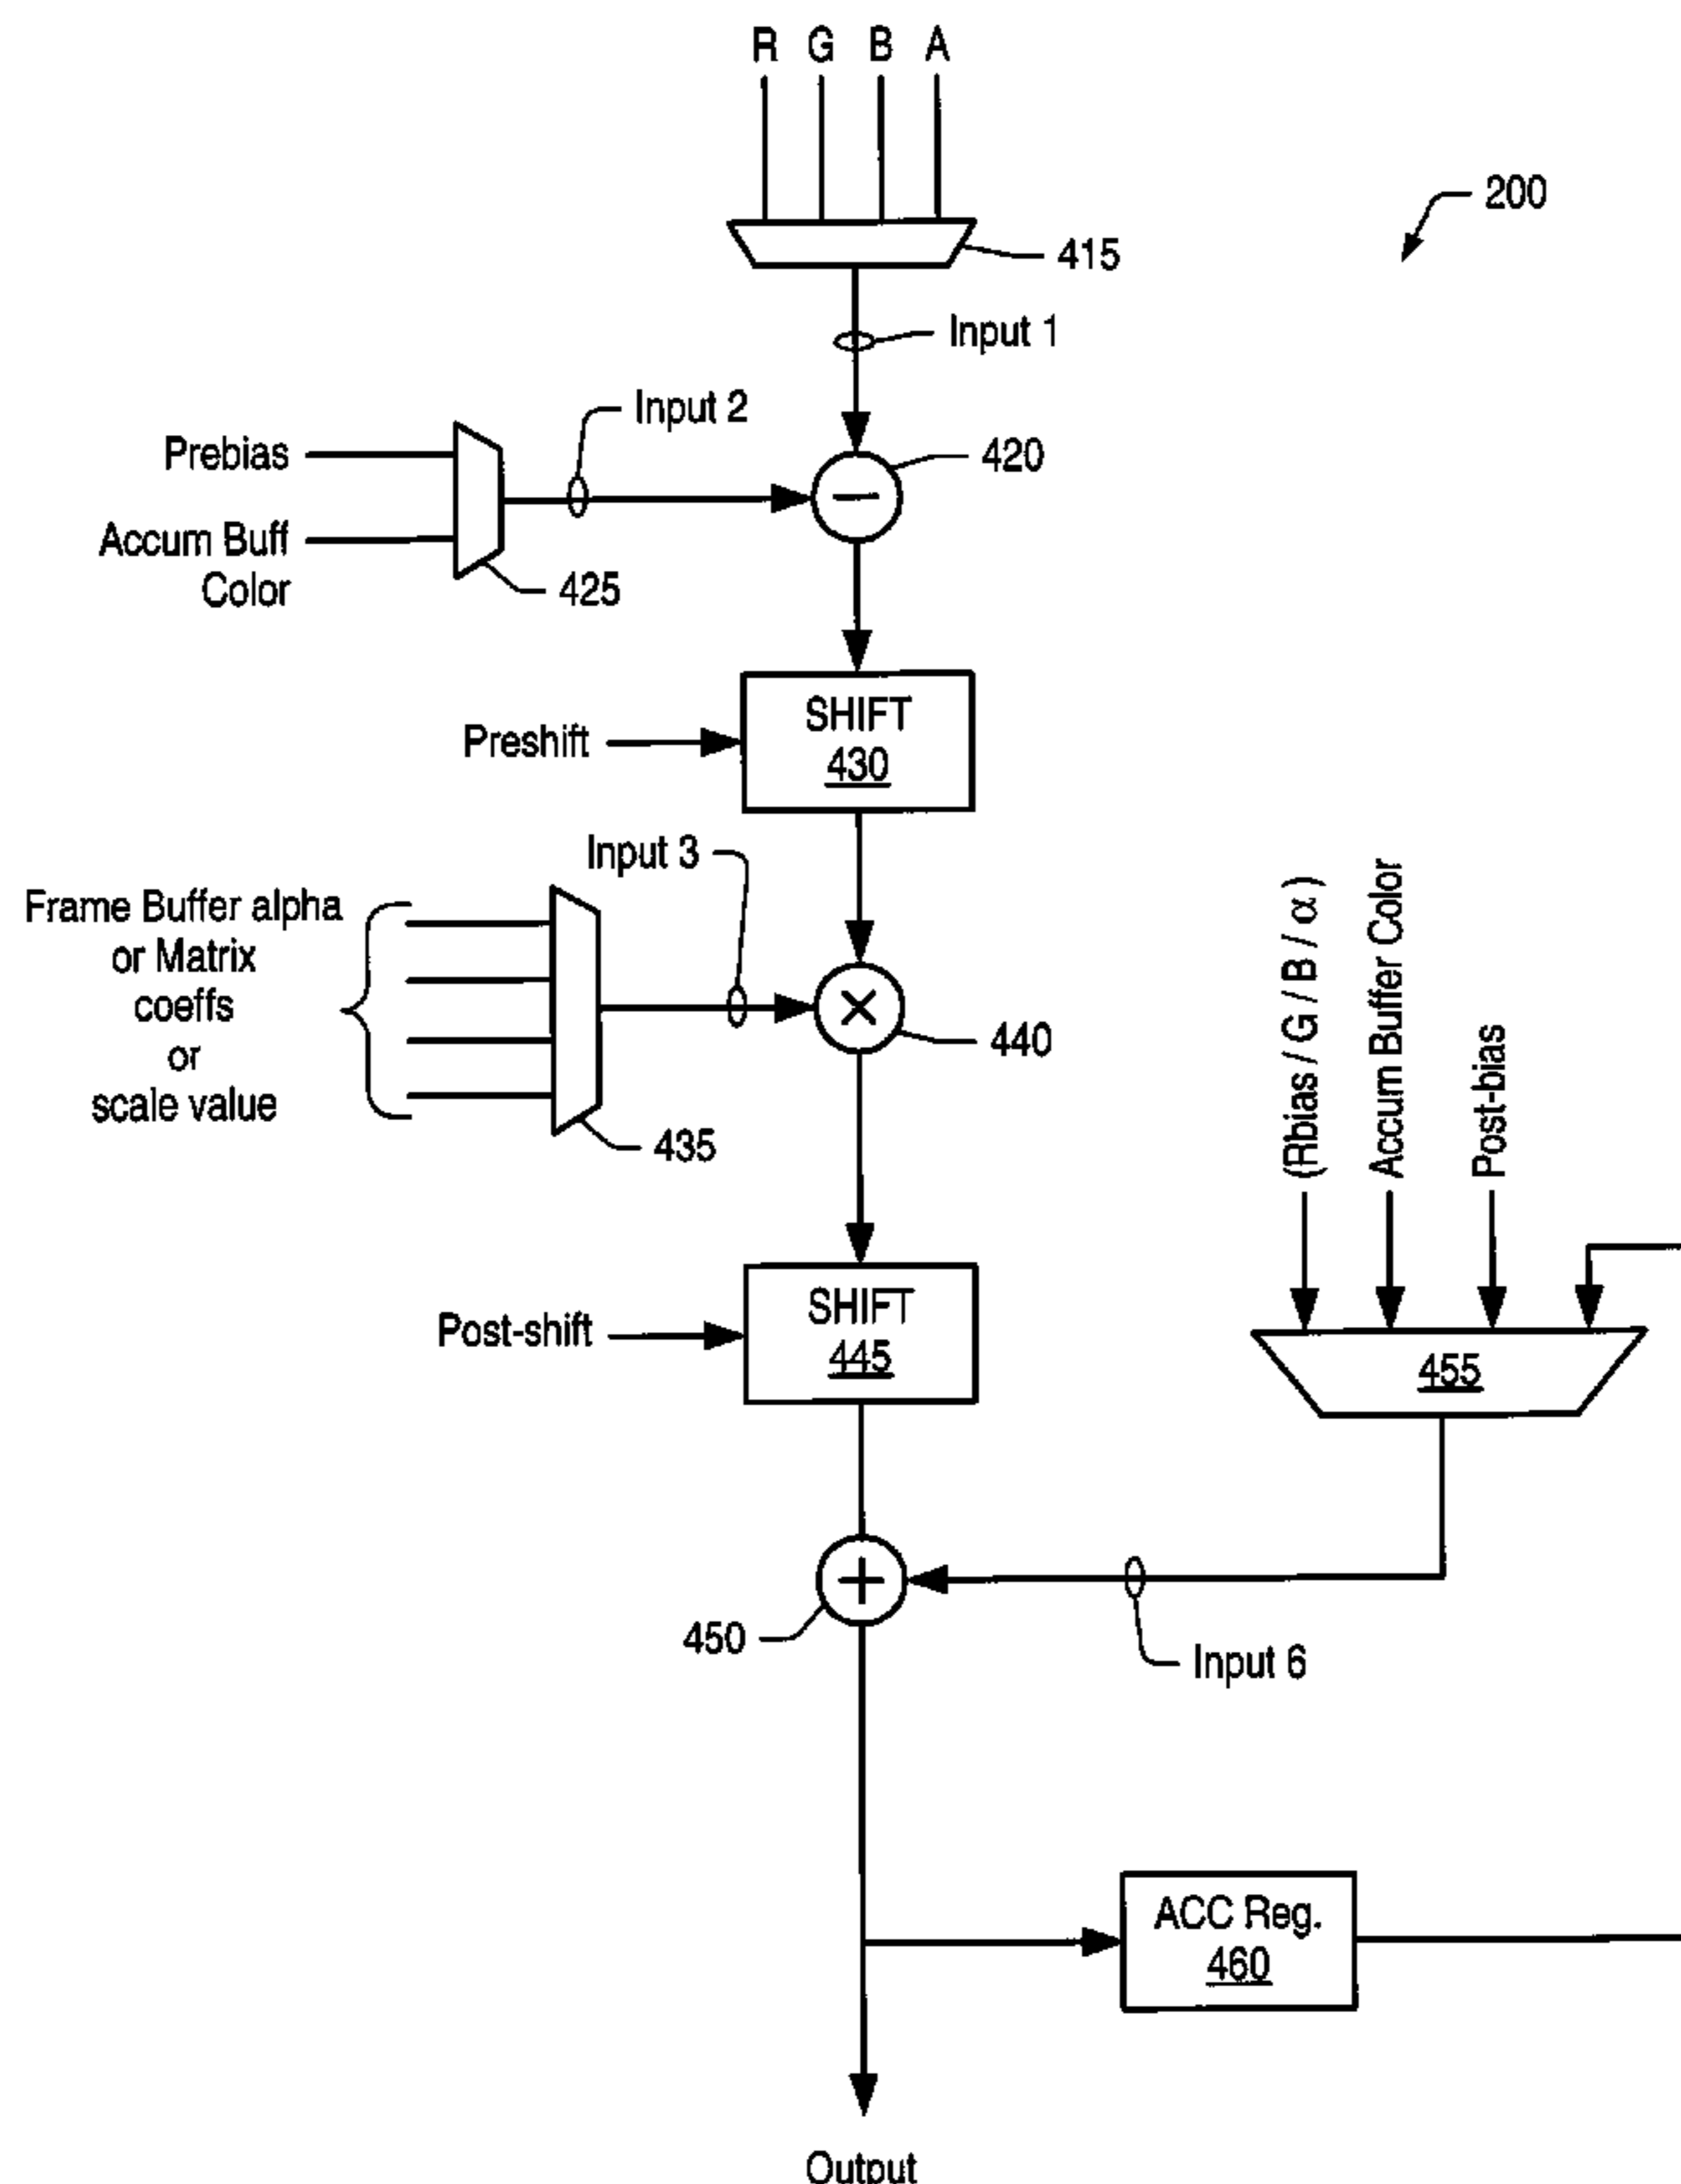 R G B A
200
415
Input 1
Input 2
Prebias
420
Accum Buff
Color
425
SHIFT
430
Preshift
Input 3
Frame Buffer alpha
or Matrix
coeffs
or
scale value
440
435
(Rbias / G / B / α )
Accum Buffer Color
Post-bias
SHIFT
445
Post-shift
455
450
Input 6
ACC Reg.
460
Output